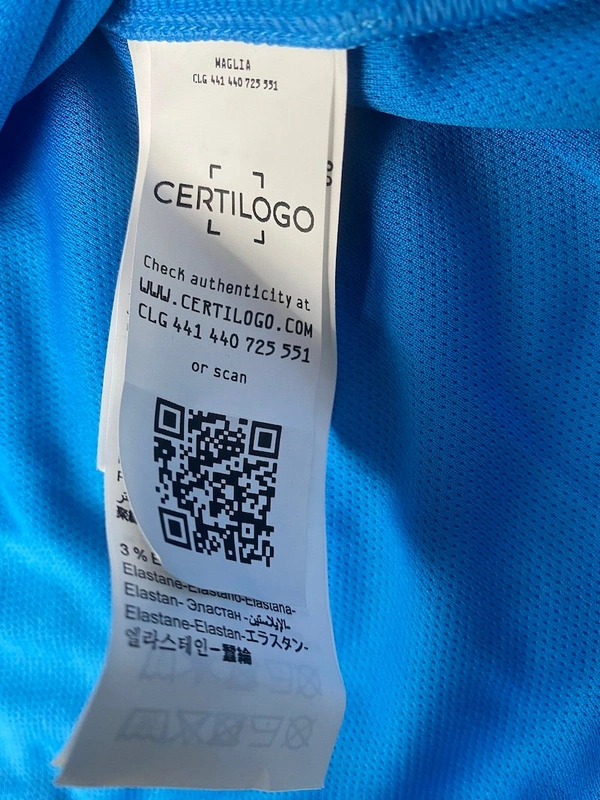 MAGLIA
CLG 441 440 725 551
CERTILOGO
Check authenticity at
WWW.CERTILOGO.COM
CLG 441 440 725 551
or scan
3 % E
Elastane-Elastano-Elastana-
Elastan- Эластан -الإيلاستين-
Elastane-Elastan-エラスタン-
엘라스테인-